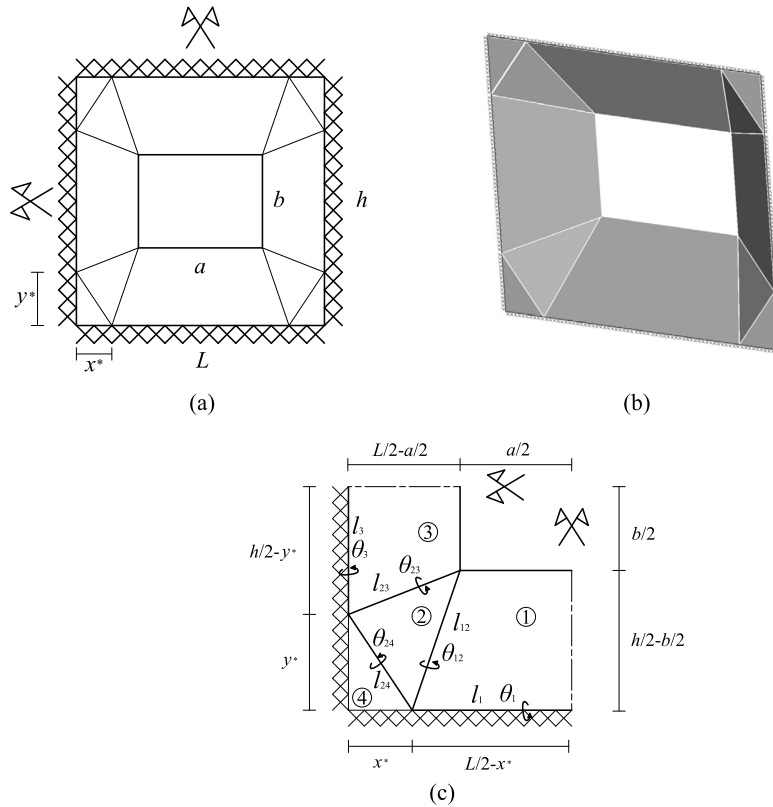 b
h
a
y*
x*
L
(a)
(b)
L/2-a/2
a/2
h/2-y*
l3
θ3
③
θ23
l23
b/2
②
l12
①
θ24
θ12
h/2-b/2
y*
l24
④
l1
θ1
x*
L/2-x*
(c)